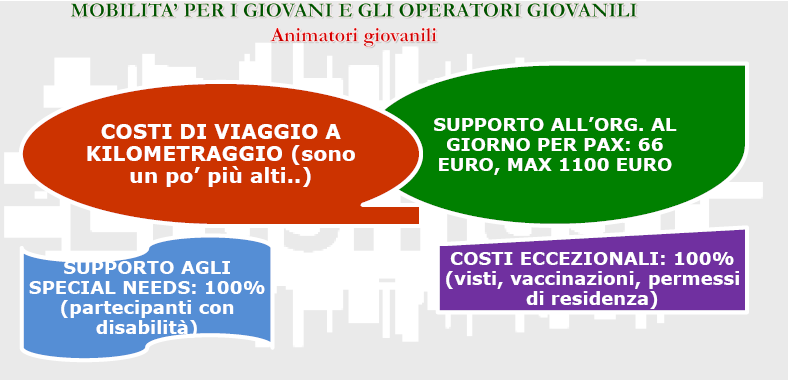 MOBILITA’ PER I GIOVANI E GLI OPERATORI GIOVANILI
Animatori giovanili
COSTI DI VIAGGIO A
KILOMETRAGGIO (sono
un po’ più alti..)
SUPPORTO ALL’ORG. AL
GIORNO PER PAX: 66
EURO, MAX 1100 EURO
SUPPORTO AGLI
SPECIAL NEEDS: 100%
(partecipanti con
disabilità)
COSTI ECCEZIONALI: 100%
(visti, vaccinazioni, permessi
di residenza)